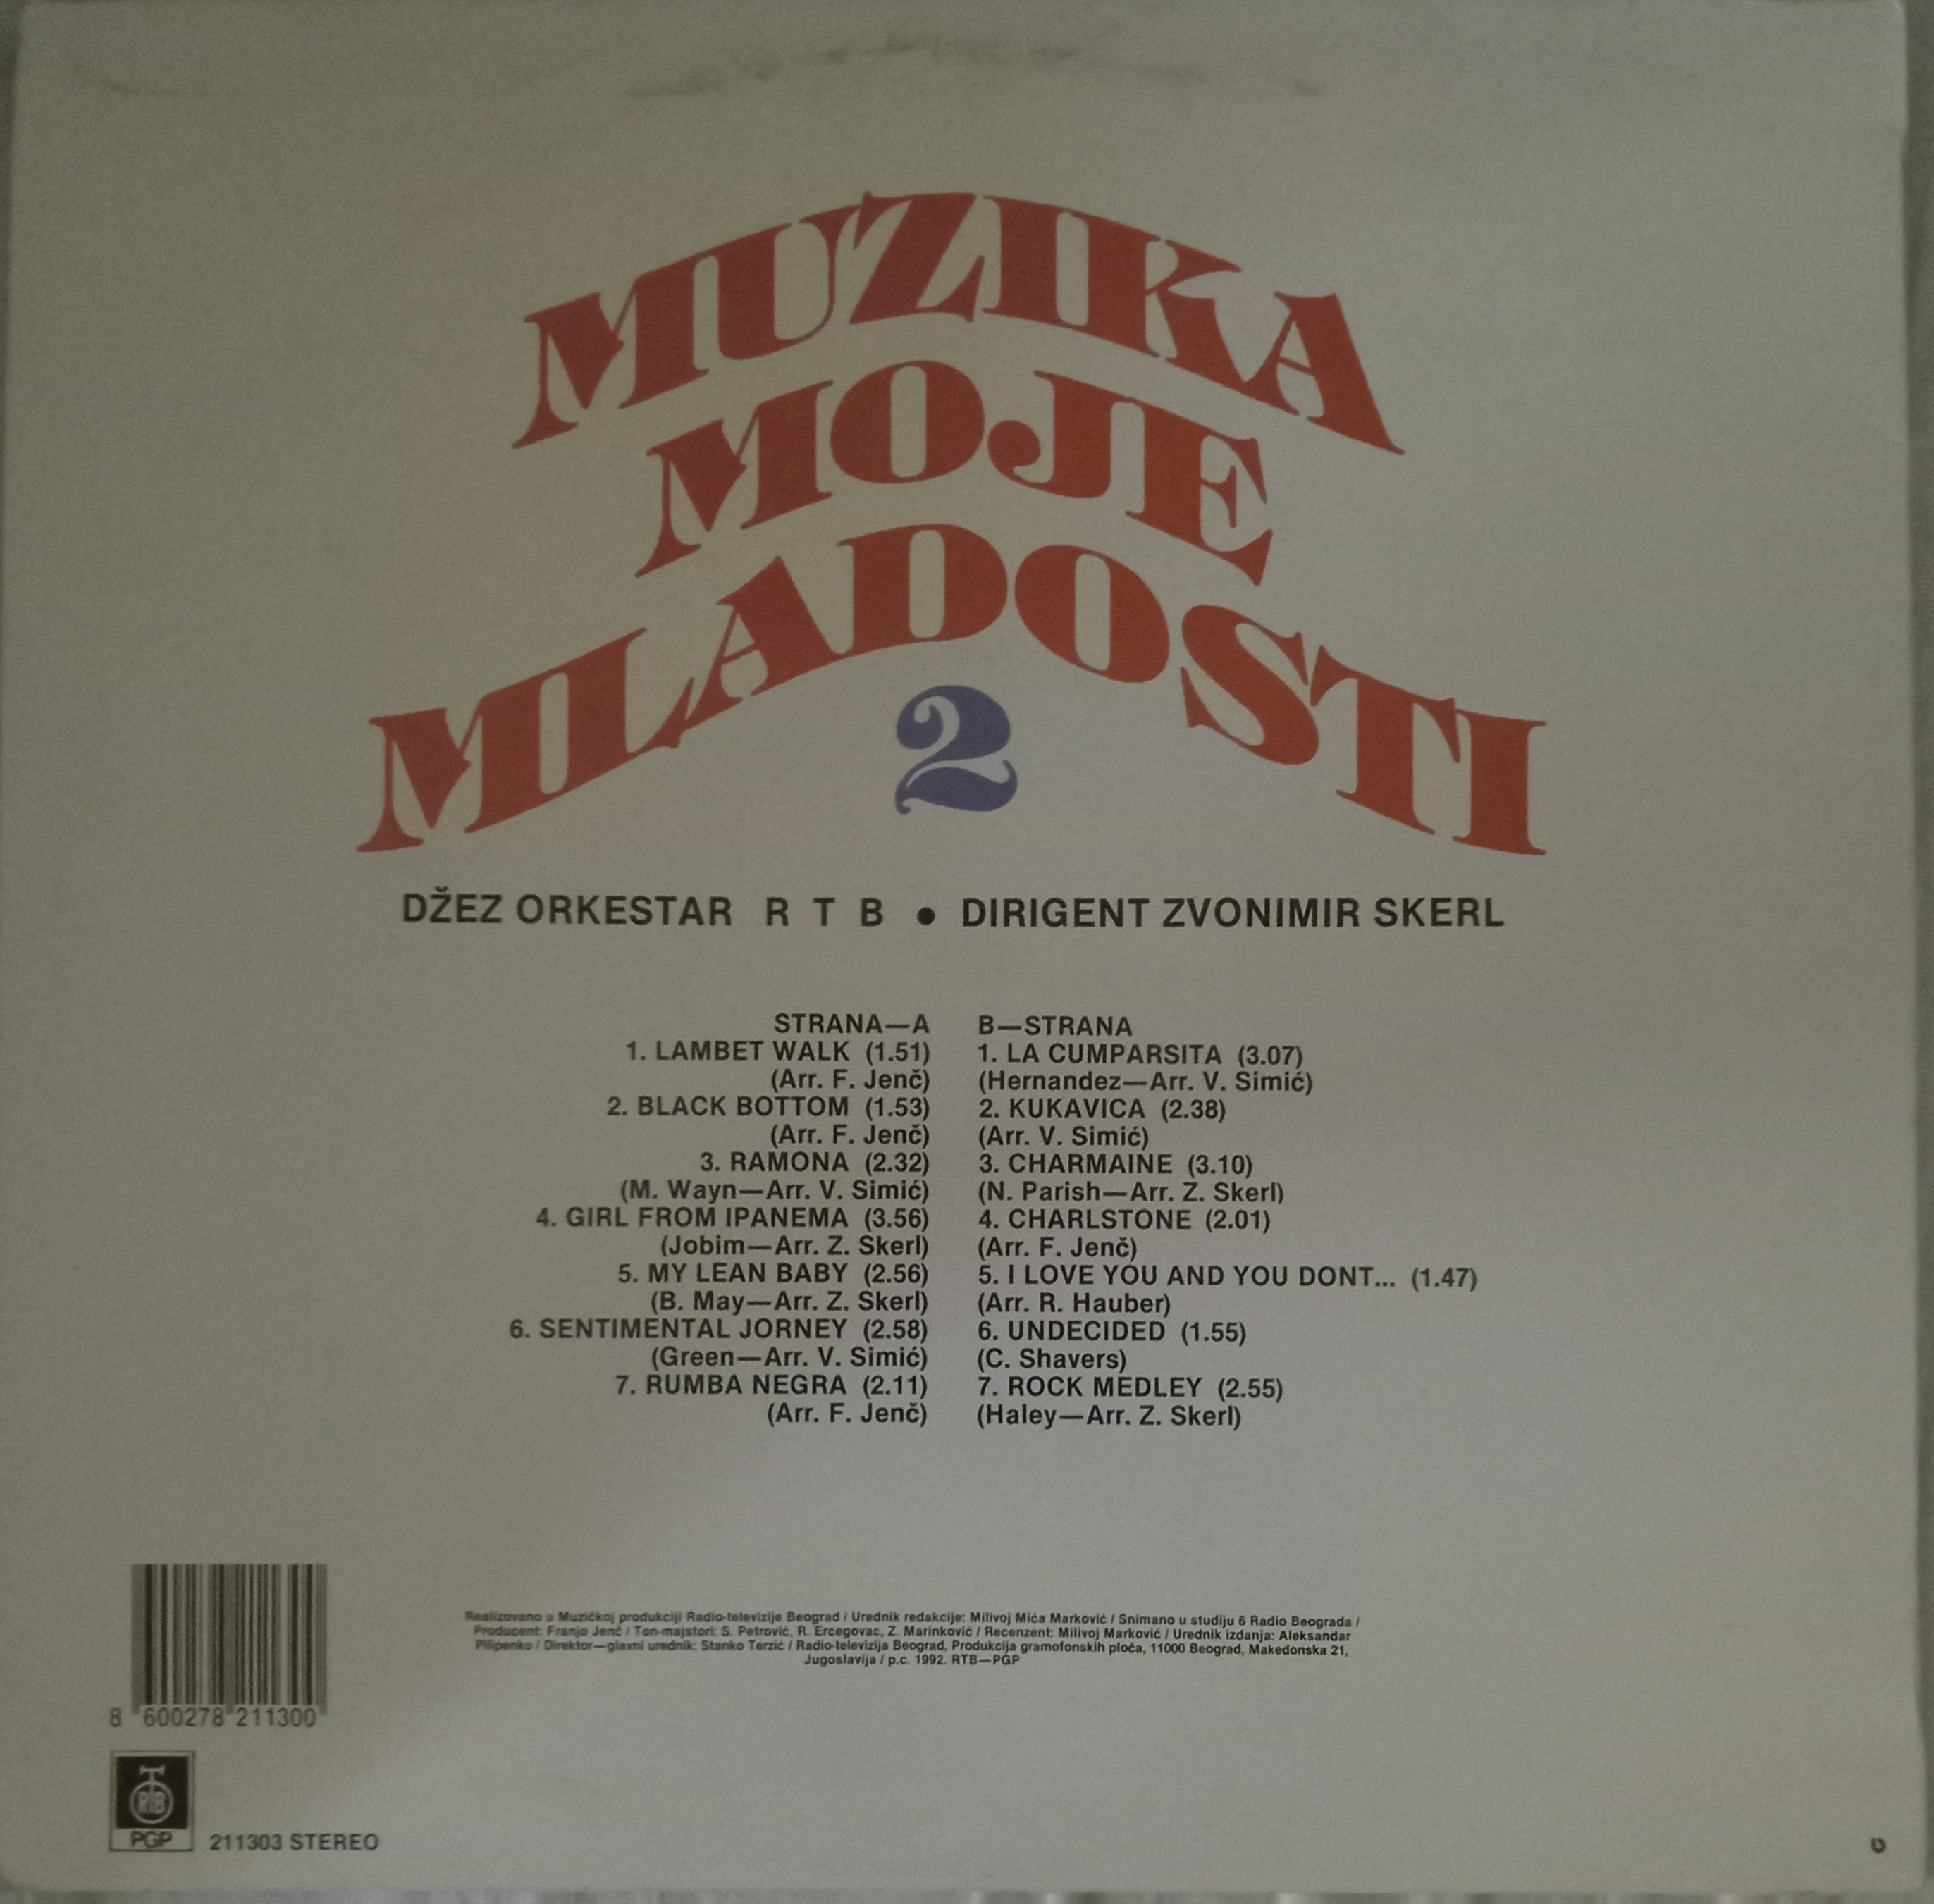 MUZIKA
MOJE
MLADOSTI
2
DŽEZ ORKESTAR R T B ● DIRIGENT ZVONIMIR SKERL
STRANA—A
1. LAMBET WALK (1.51)
(Arr. F. Jenč)
2. BLACK BOTTOM (1.53)
(Arr. F. Jenč)
3. RAMONA (2.32)
(M. Wayn—Arr. V. Simić)
4. GIRL FROM IPANEMA (3.56)
(Jobim—Arr. Z. Skerl)
5. MY LEAN BABY (2.56)
(B. May—Arr. Z. Skerl)
6. SENTIMENTAL JORNEY (2.58)
(Green—Arr. V. Simić)
7. RUMBA NEGRA (2.11)
(Arr. F. Jenč)
B—STRANA
1. LA CUMPARSITA (3.07)
(Hernandez—Arr. V. Simić)
2. KUKAVICA (2.38)
(Arr. V. Simić)
3. CHARMAINE (3.10)
(N. Parish—Arr. Z. Skerl)
4. CHARLSTONE (2.01)
(Arr. F. Jenč)
5. I LOVE YOU AND YOU DONT... (1.47)
(Arr. R. Hauber)
6. UNDECIDED (1.55)
(C. Shavers)
7. ROCK MEDLEY (2.55)
(Haley—Arr. Z. Skerl)
Realizovano u Muzičkoj produkciji Radio-televizije Beograd / Urednik redakcije: Milivoj Mića Marković / Snimano u studiju 6 Radio Beograda /
Producent: Franjo Jenč / Ton-majstori: S. Petrović, R. Ercegovac, Z. Marinković / Recenzent: Milivoj Marković / Urednik izdanja: Aleksandar
Pilipenko / Direktor—glavni urednik: Stanko Terzić / Radio-televizija Beograd, Produkcija gramofonskih ploča, 11000 Beograd, Makedonska 21,
Jugoslavija / p.c. 1992. RTB—PGP
8 600278 211300
RTB
PGP
211303 STEREO